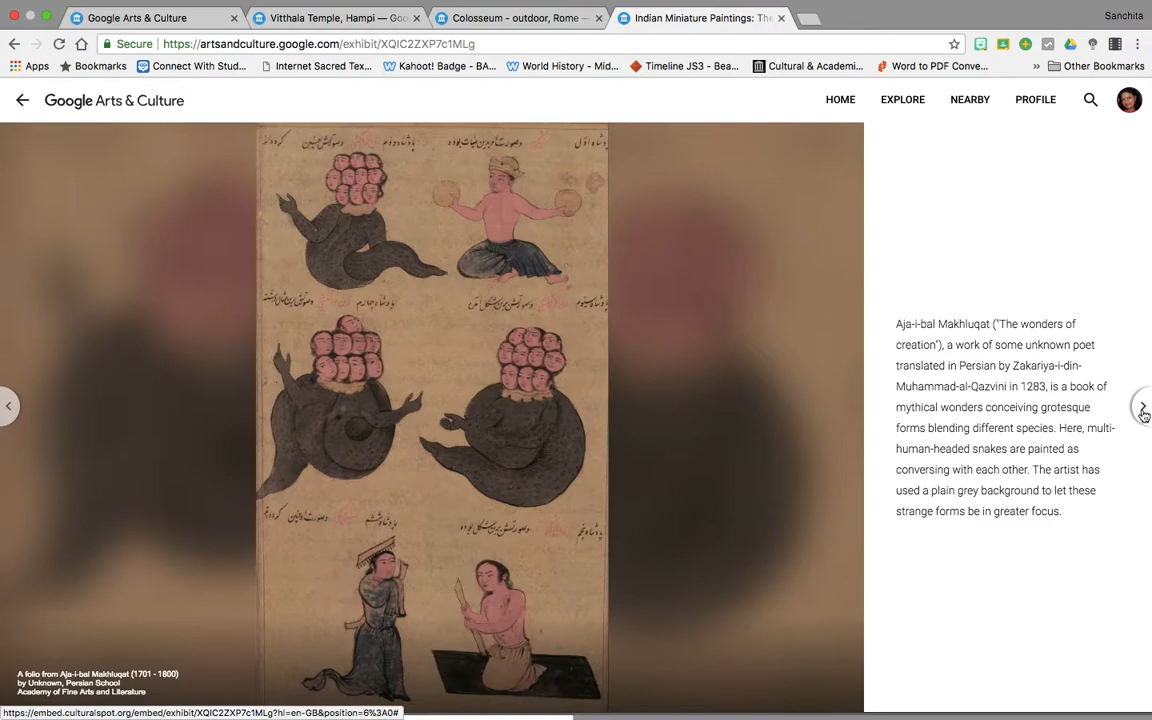 Google Arts & Culture
Vitthala Temple, Hampi — Goo
Colosseum - outdoor, Rome —
Indian Miniature Paintings: The
Sanchita
Secure
https://artsandculture.google.com/exhibit/XQIC2ZXP7c1MLg
Apps
Bookmarks
Connect With Stud...
Internet Sacred Tex...
Kahoot! Badge - BA...
World History - Mid...
Timeline JS3 - Bea...
Cultural & Academi...
Word to PDF Conve...
»
Other Bookmarks
Google Arts & Culture
HOME
EXPLORE
NEARBY
PROFILE
Aja-i-bal Makhluqat ("The wonders of
creation"), a work of some unknown poet
translated in Persian by Zakariya-i-din-
Muhammad-al-Qazvini in 1283, is a book of
mythical wonders conceiving grotesque
forms blending different species. Here, multi-
human-headed snakes are painted as
conversing with each other. The artist has
used a plain grey background to let these
strange forms be in greater focus.
A folio from Aja-i-bal Makhluqat (1701 - 1800)
by Unknown, Persian School
Academy of Fine Arts and Literature
https://embed.culturalspot.org/embed/exhibit/XQIC2ZXP7c1MLg?hl=en-GB&position=6%3A0#